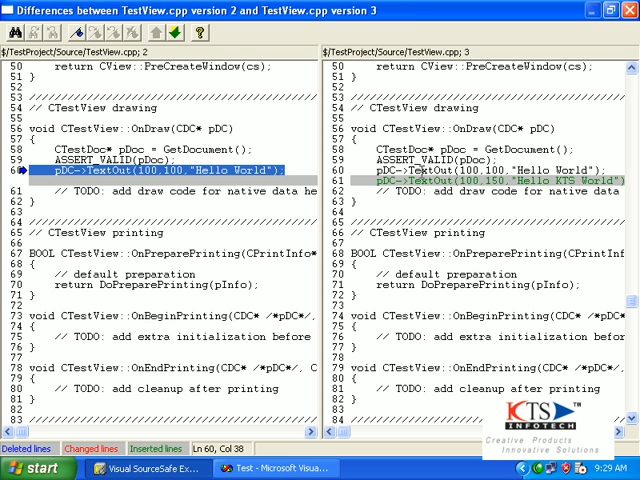 Differences between TestView.cpp version 2 and TestView.cpp version 3
$/TestProject/Source/TestView.cpp; 2
50 return CView::PreCreateWindow(cs);
51 }
52
53 ////////////////////////////////////
54 // CTestView drawing
55
56 void CTestView::OnDraw(CDC* pDC)
57 {
58 CTestDoc* pDoc = GetDocument();
59 ASSERT_VALID(pDoc);
60 pDC->TextOut(100,100,"Hello World");
61 // TODO: add draw code for native data he
62 }
63
64 ////////////////////////////////////
65 // CTestView printing
66
67 BOOL CTestView::OnPreparePrinting(CPrintInfo*
68 {
69 // default preparation
70 return DoPreparePrinting(pInfo);
71 }
72
73 void CTestView::OnBeginPrinting(CDC* /*pDC*/,
74 {
75 // TODO: add extra initialization before
76 }
77
78 void CTestView::OnEndPrinting(CDC* /*pDC*/, C
79 {
80 // TODO: add cleanup after printing
81 }
82
83 ////////////////////////////////////
$/TestProject/Source/TestView.cpp; 3
50 return CView::PreCreateWindow(cs);
51 }
52
53 ////////////////////////////////////
54 // CTestView drawing
55
56 void CTestView::OnDraw(CDC* pDC)
57 {
58 CTestDoc* pDoc = GetDocument();
59 ASSERT_VALID(pDoc);
60 pDC->TextOut(100,100,"Hello World");
61 pDC->TextOut(100,150,"Hello KTS World")
62 // TODO: add draw code for native data
63 }
64
65 ////////////////////////////////////
66 // CTestView printing
67
68 BOOL CTestView::OnPreparePrinting(CPrintInf
69 {
70 // default preparation
71 return DoPreparePrinting(pInfo);
72 }
73
74 void CTestView::OnBeginPrinting(CDC* /*pDC*
75 {
76 // TODO: add extra initialization befor
77 }
78
79 void CTestView::OnEndPrinting(CDC* /*pDC*/,
80 {
81 // TODO: add cleanup after printing
82 }
83
84 ////////////////////////////////////
KTS
INFOTECH
Creative Products
Innovative Solutions
Deleted lines Changed lines Inserted lines Ln 60, Col 38
start Visual SourceSafe Ex... Test - Microsoft Visua... 9:29 AM